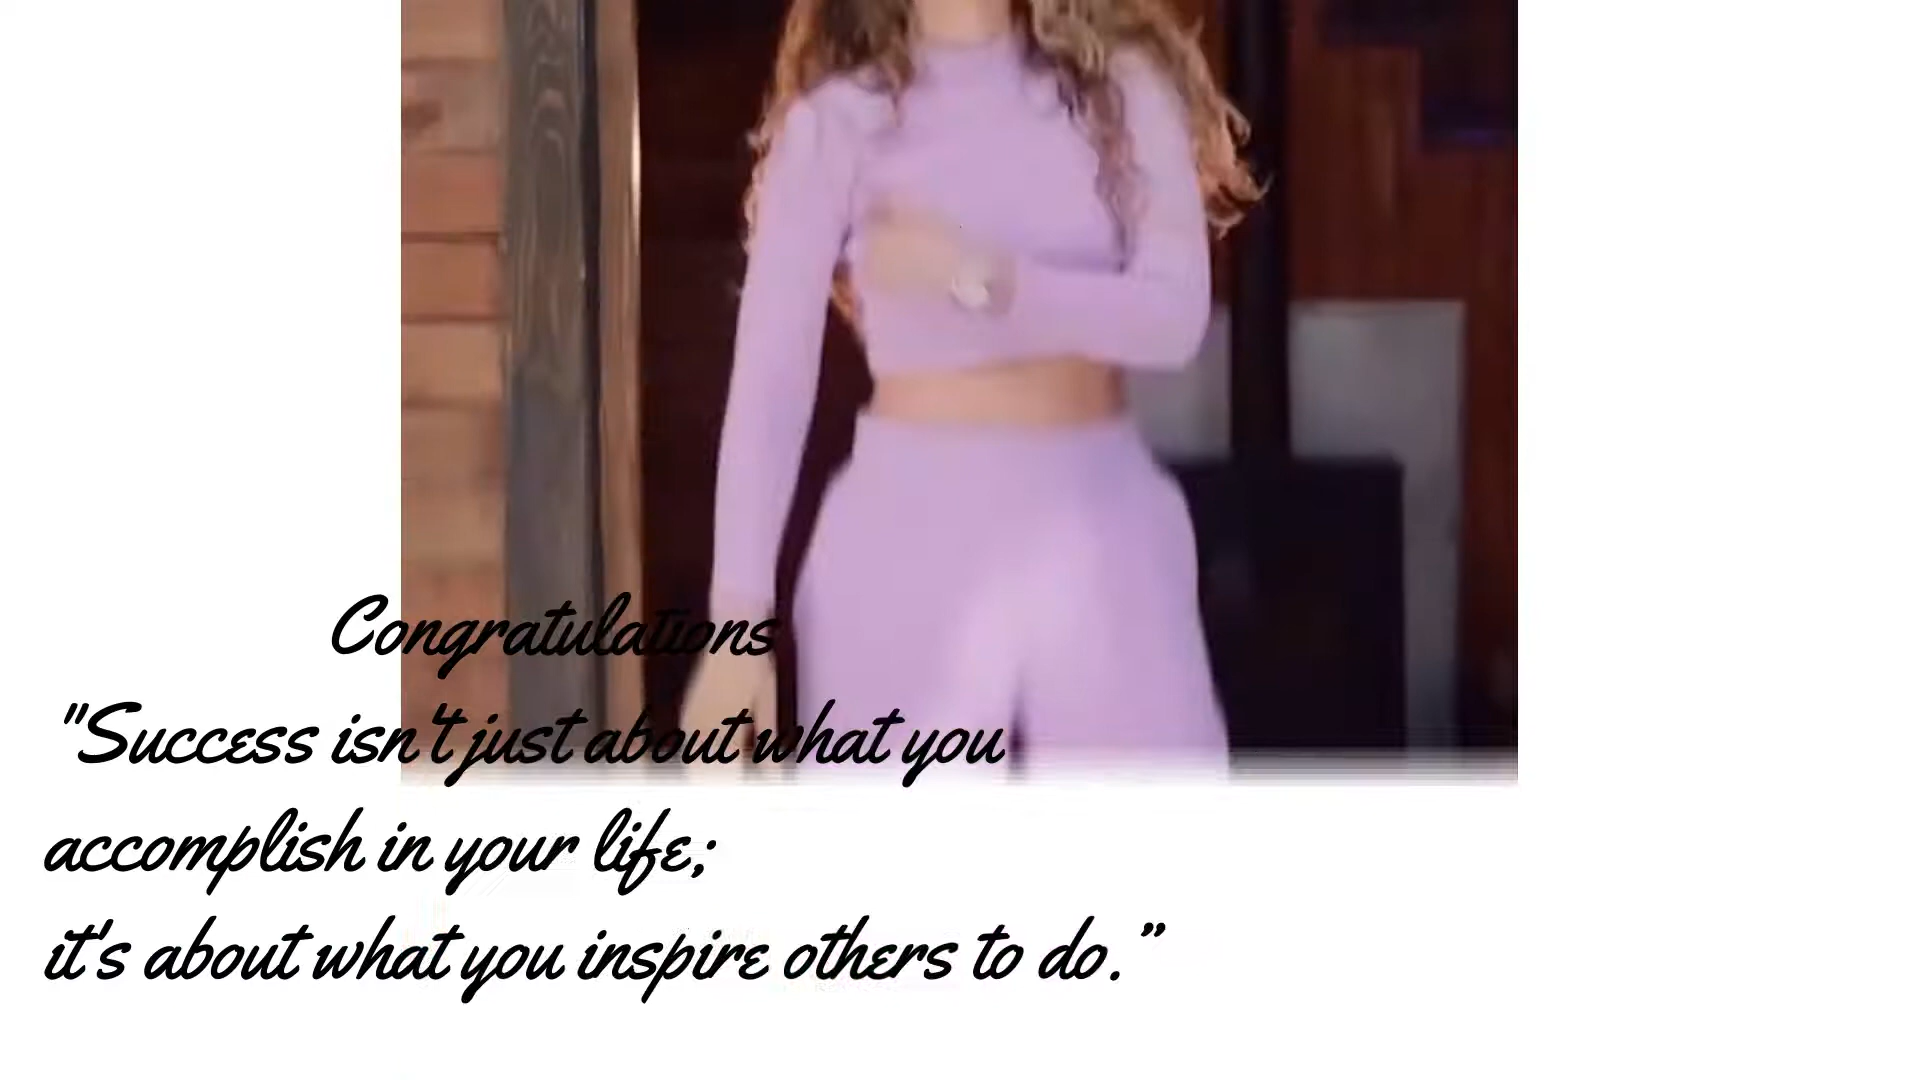 Congratulations
"Success isn't just about what you
accomplish in your life;
it's about what you inspire others to do.”